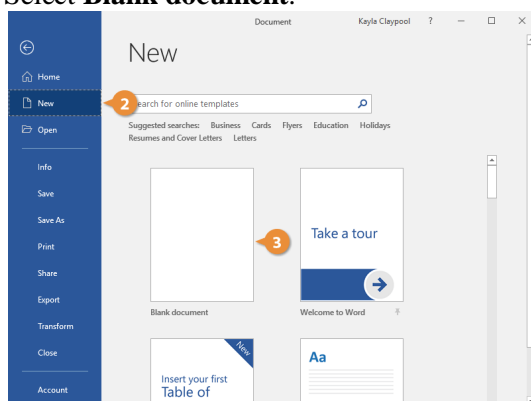 Select Blank document.
Document Kayla Claypool ?
New
Home
New
2
Search for online templates
Open
Suggested searches: Business Cards Flyers Education Holidays
Resumes and Cover Letters Letters
Info
Save
Save As
Print
Share
Export
Transform
Close
Account
3
Take a tour
Blank document
Welcome to Word
New
Insert your first
Table of
Aa